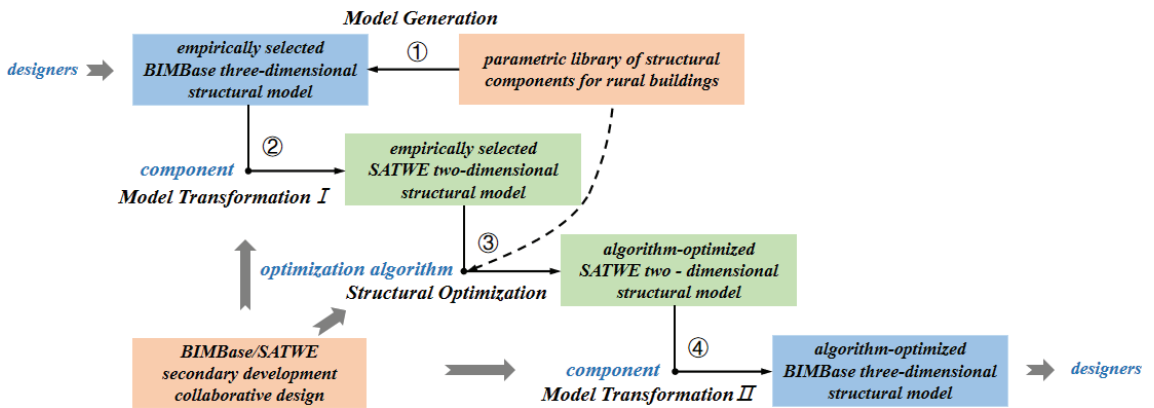 Model Generation
①
designers
empirically selected
BIMBase three-dimensional
structural model
parametric library of structural
components for rural buildings
②
component
Model Transformation Ⅰ
empirically selected
SATWE two-dimensional
structural model
③
optimization algorithm
Structural Optimization
algorithm-optimized
SATWE two - dimensional
structural model
BIMBase/SATWE
secondary development
collaborative design
④
component
Model Transformation Ⅱ
algorithm-optimized
BIMBase three-dimensional
structural model
designers